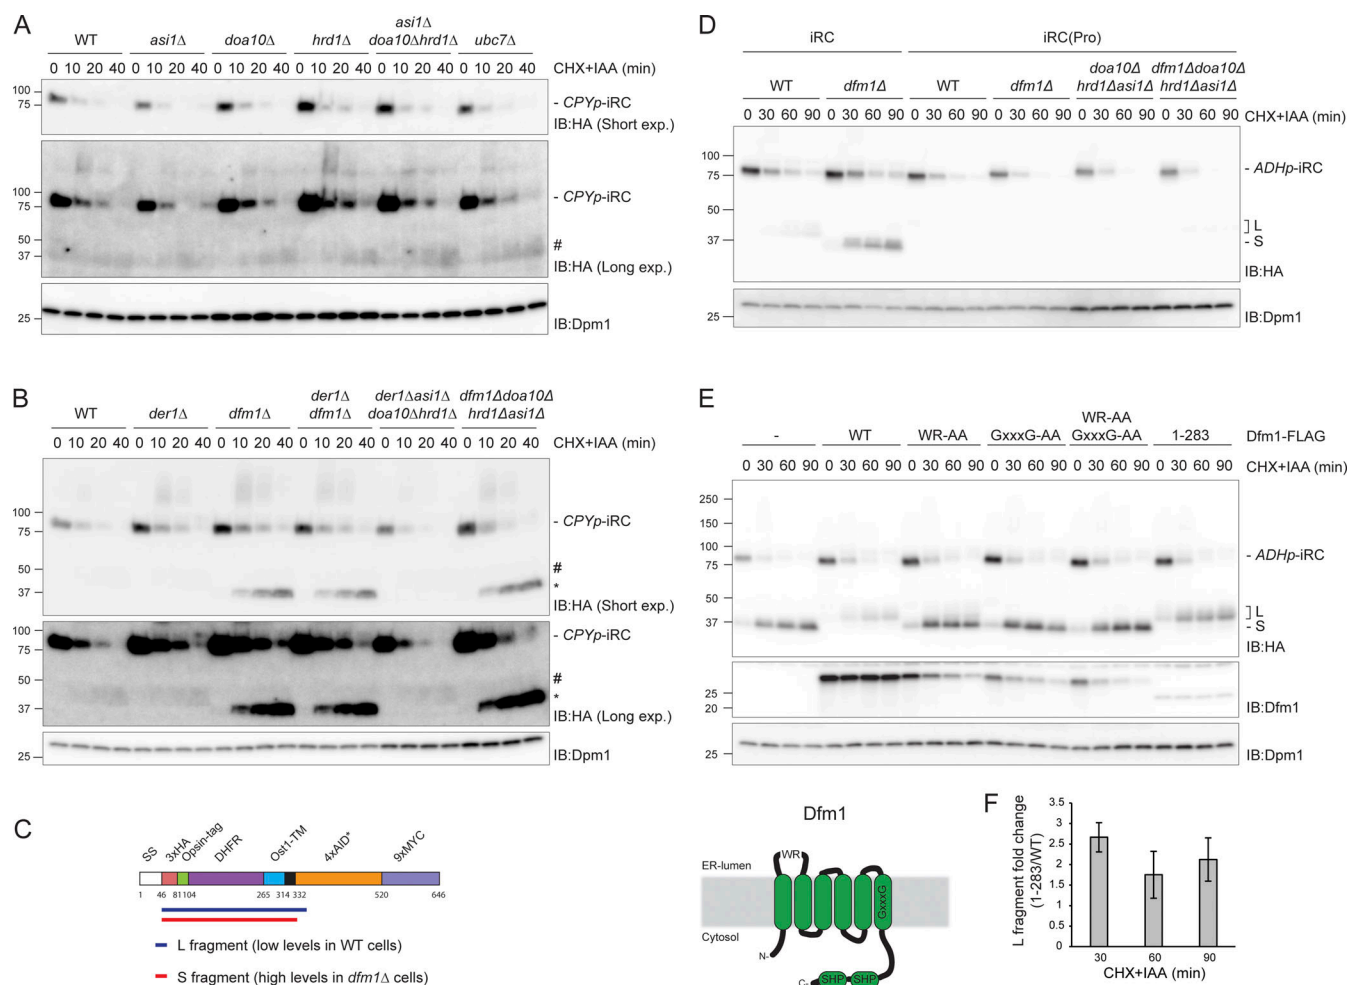 A
asi1Δ
WT asi1Δ doa10Δ hrd1Δ doa10Δhrd1Δ ubc7Δ
0 10 20 40 0 10 20 40 0 10 20 40 0 10 20 40 0 10 20 40 0 10 20 40 CHX+IAA (min)
100
75
- CPYp-iRC
IB:HA (Short exp.)
100
75
- CPYp-iRC
50
37
#
IB:HA (Long exp.)
25
IB:Dpm1
B
der1Δ der1Δasi1Δ dfm1Δdoa10Δ
WT der1Δ dfm1Δ dfm1Δ doa10Δhrd1Δ hrd1Δasi1Δ
0 10 20 40 0 10 20 40 0 10 20 40 0 10 20 40 0 10 20 40 0 10 20 40 CHX+IAA (min)
100
75
- CPYp-iRC
50
37
#
*
IB:HA (Short exp.)
100
75
- CPYp-iRC
50
37
#
*
IB:HA (Long exp.)
25
IB:Dpm1
C
SS 3xHA Opsin-tag DHFR Ost1-TM 4xAID* 9xMYC
1 46 81 104 265 314 332 520 646
L fragment (low levels in WT cells)
S fragment (high levels in dfm1Δ cells)
D
iRC iRC(Pro)
doa10Δ dfm1Δdoa10Δ
WT dfm1Δ WT dfm1Δ hrd1Δasi1Δ hrd1Δasi1Δ
0 30 60 90 0 30 60 90 0 30 60 90 0 30 60 90 0 30 60 90 0 30 60 90 CHX+IAA (min)
100
75
- ADHp-iRC
50
37
L
- S
IB:HA
25
IB:Dpm1
E
WR-AA
- WT WR-AA GxxxG-AA GxxxG-AA 1-283 Dfm1-FLAG
0 30 60 90 0 30 60 90 0 30 60 90 0 30 60 90 0 30 60 90 0 30 60 90 CHX+IAA (min)
250
150
100
75
- ADHp-iRC
50
37
L
- S
IB:HA
25
20
IB:Dfm1
25
IB:Dpm1
Dfm1
ER-lumen
WR
GxxxG
Cytosol
N-
C-
SHP SHP
F
L fragment fold change
(1-283/WT)
3.5
3
2.5
2
1.5
1
0.5
0
30 60 90
CHX+IAA (min)